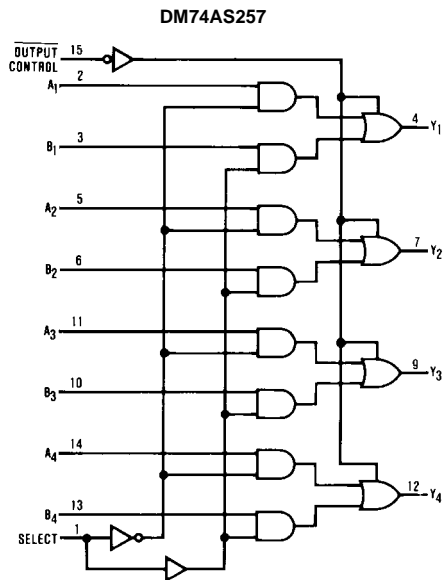 DM74AS257
OUTPUT CONTROL 15
A1 2
B1 3
4 Y1
A2 5
B2 6
7 Y2
A3 11
B3 10
9 Y3
A4 14
B4 13
12 Y4
SELECT 1